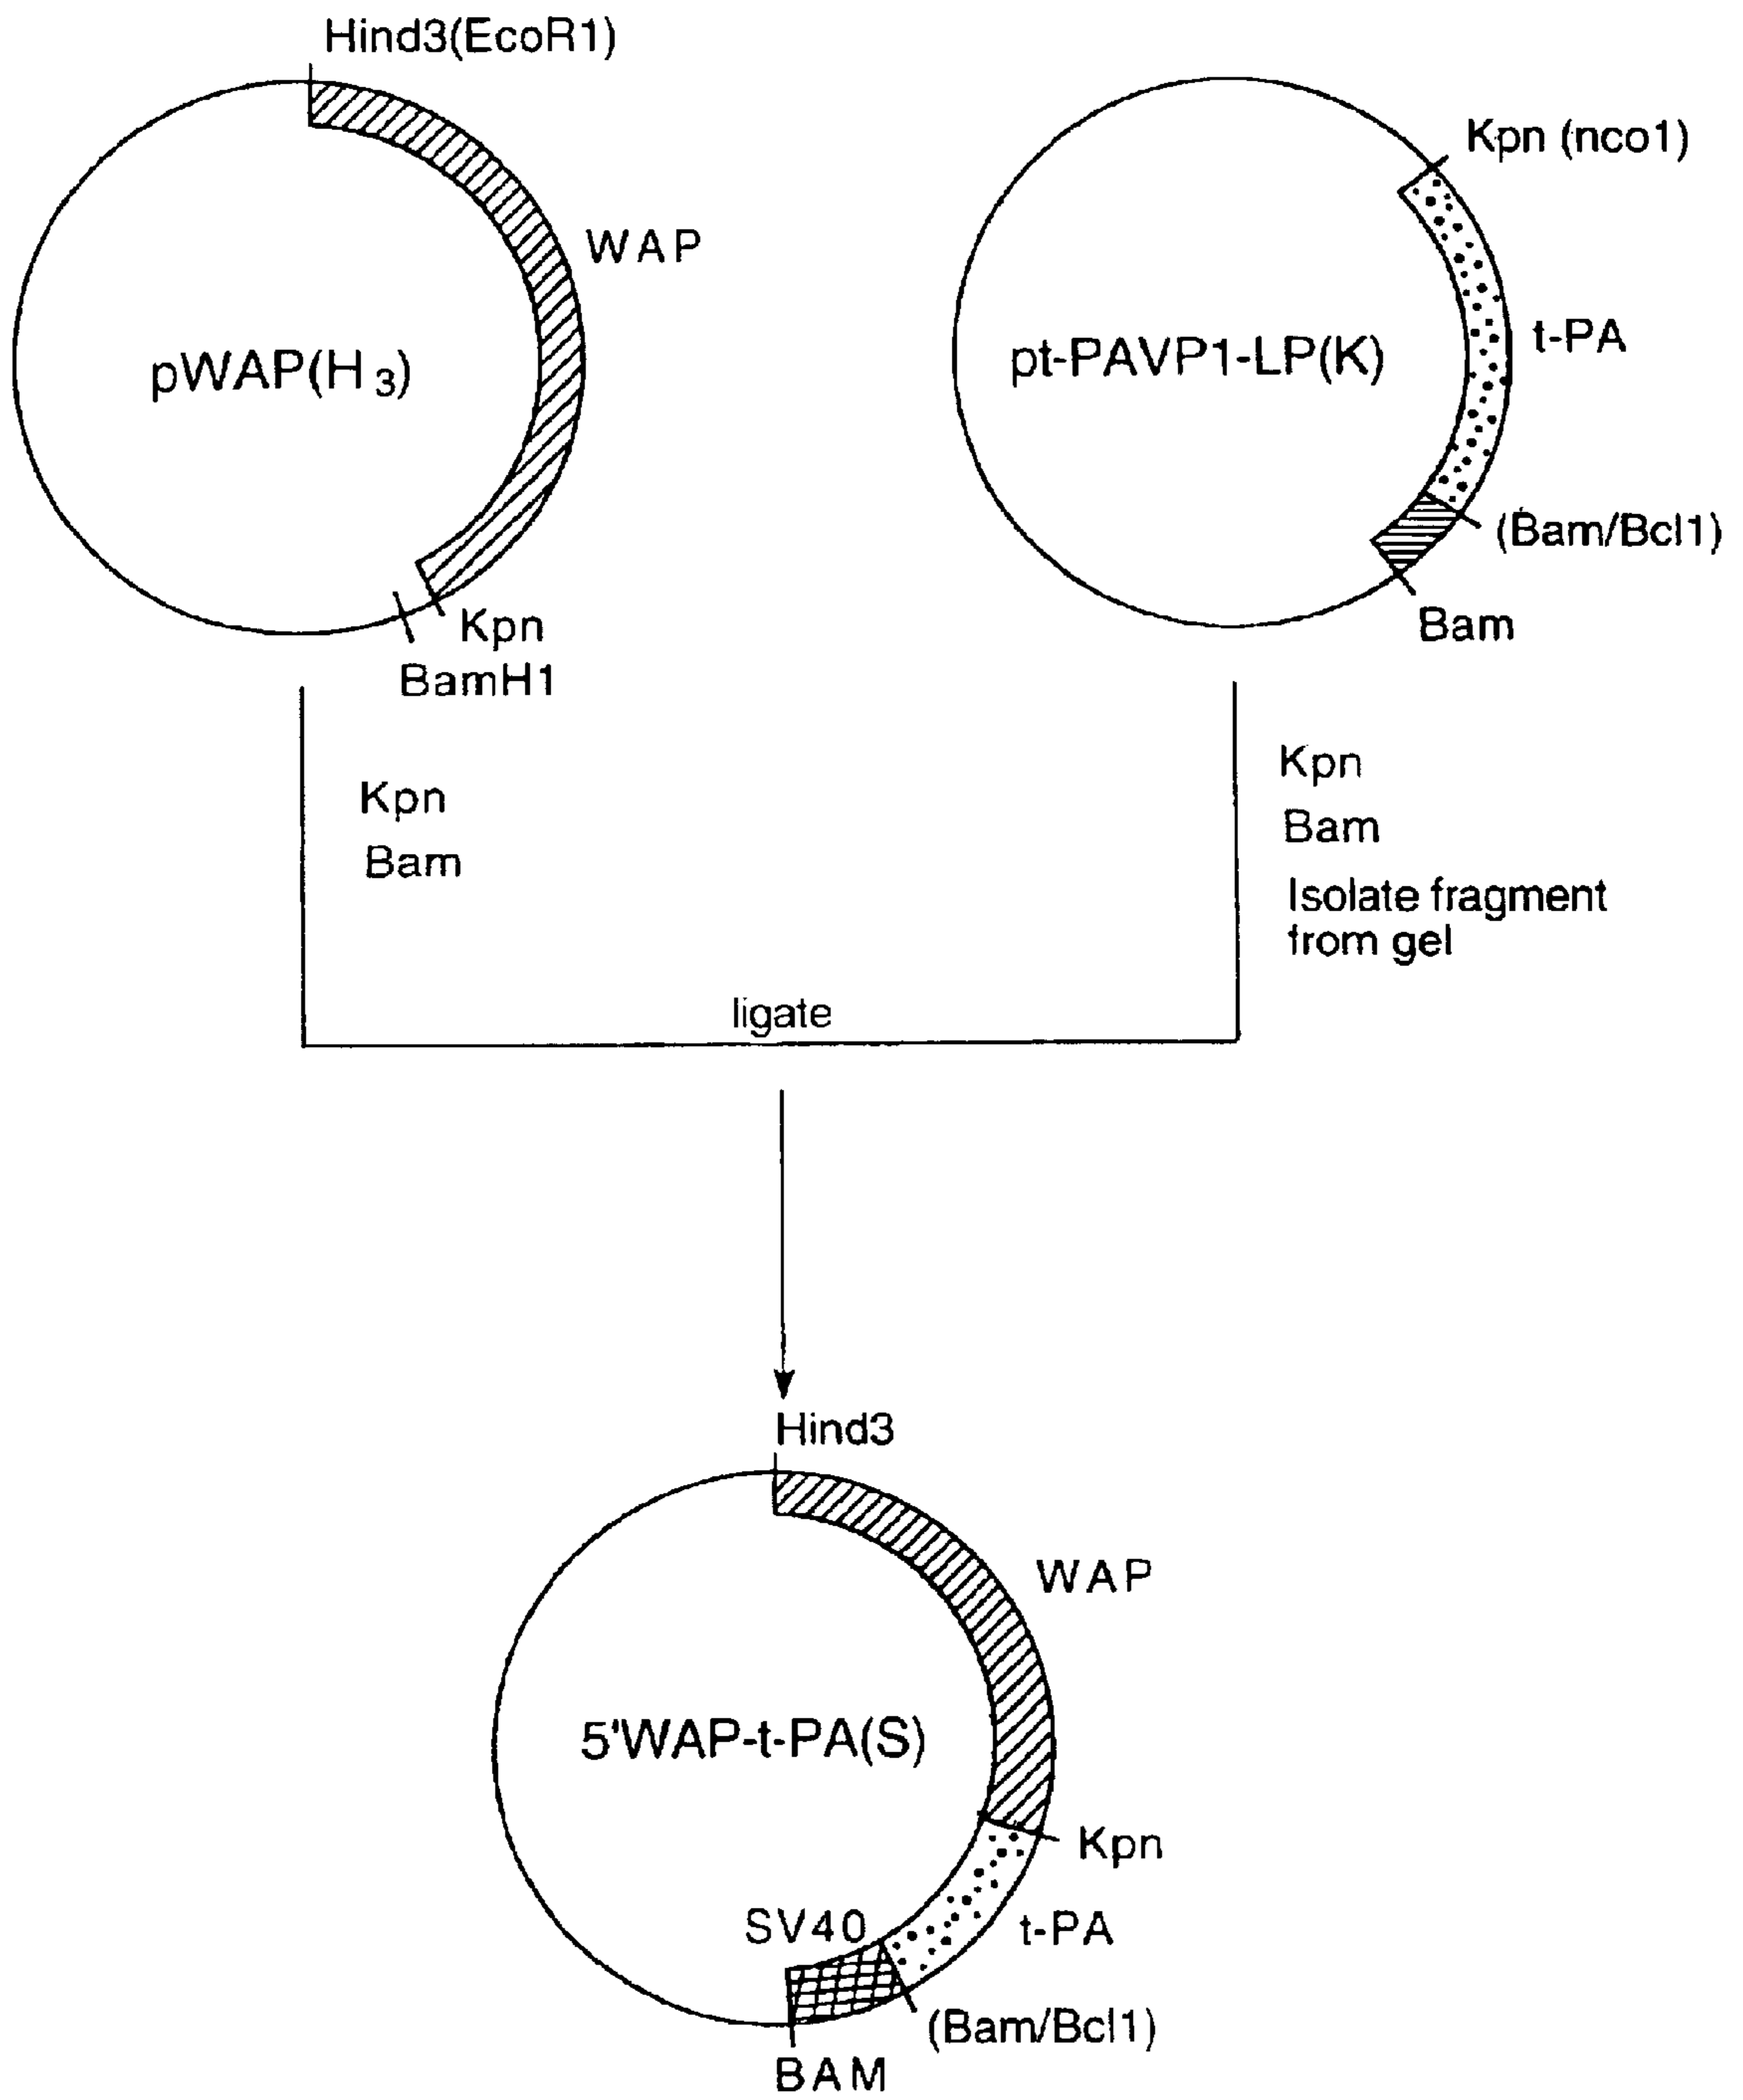 Hind3(EcoR1)
WAP
pWAP(H3)
Kpn
BamH1
Kpn (nco1)
t-PA
pt-PAVP1-LP(K)
(Bam/Bcl1)
Bam
Kpn
Bam
Kpn
Bam
Isolate fragment
from gel
ligate
Hind3
WAP
5'WAP-t-PA(S)
Kpn
SV40
t-PA
(Bam/Bcl1)
BAM